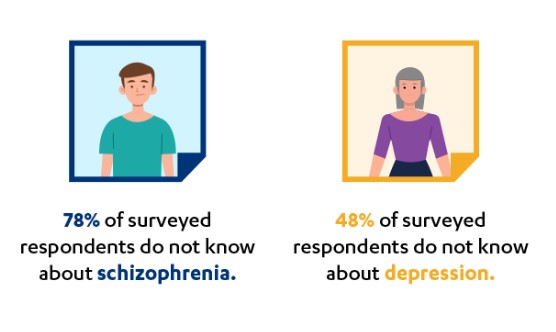 78% of surveyed
respondents do not know
about schizophrenia.
48% of surveyed
respondents do not know
about depression.